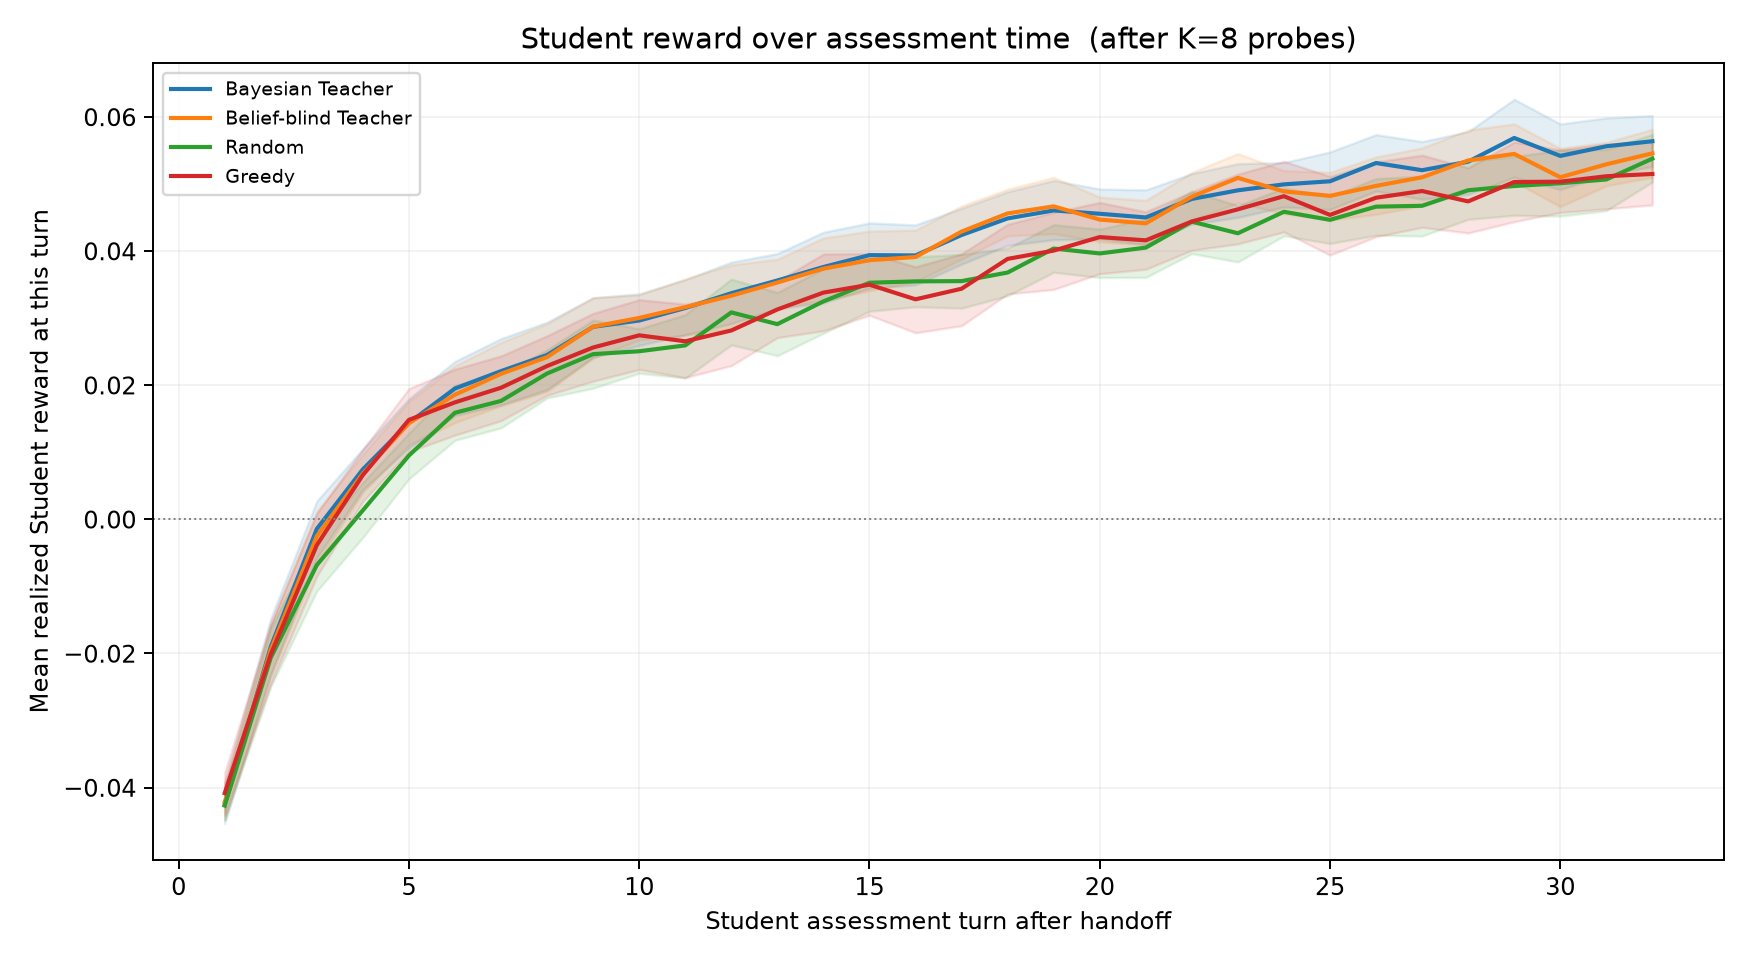 Student reward over assessment time (after K=8 probes)
Bayesian Teacher
Belief-blind Teacher
Random
Greedy
Mean realized Student reward at this turn
0.06
0.04
0.02
0.00
−0.02
−0.04
0 5 10 15 20 25 30
Student assessment turn after handoff